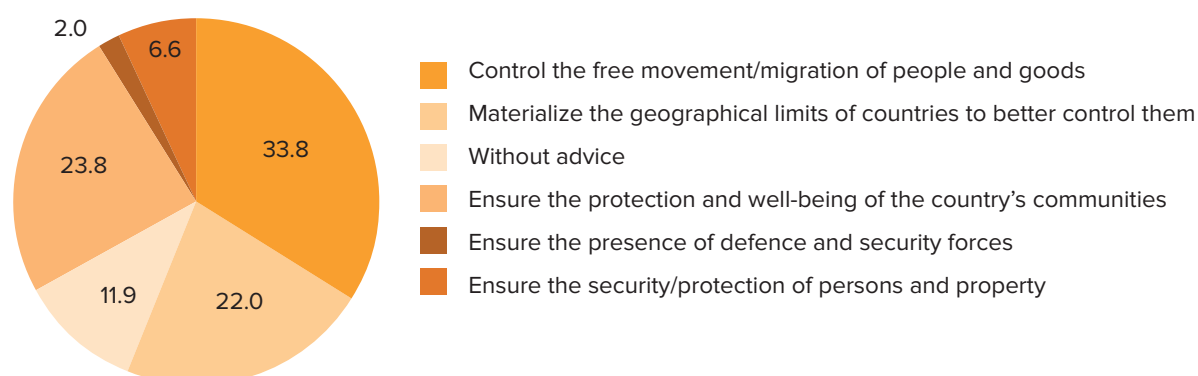 2.0
6.6
33.8
23.8
11.9
22.0
Control the free movement/migration of people and goods
Materialize the geographical limits of countries to better control them
Without advice
Ensure the protection and well-being of the country’s communities
Ensure the presence of defence and security forces
Ensure the security/protection of persons and property